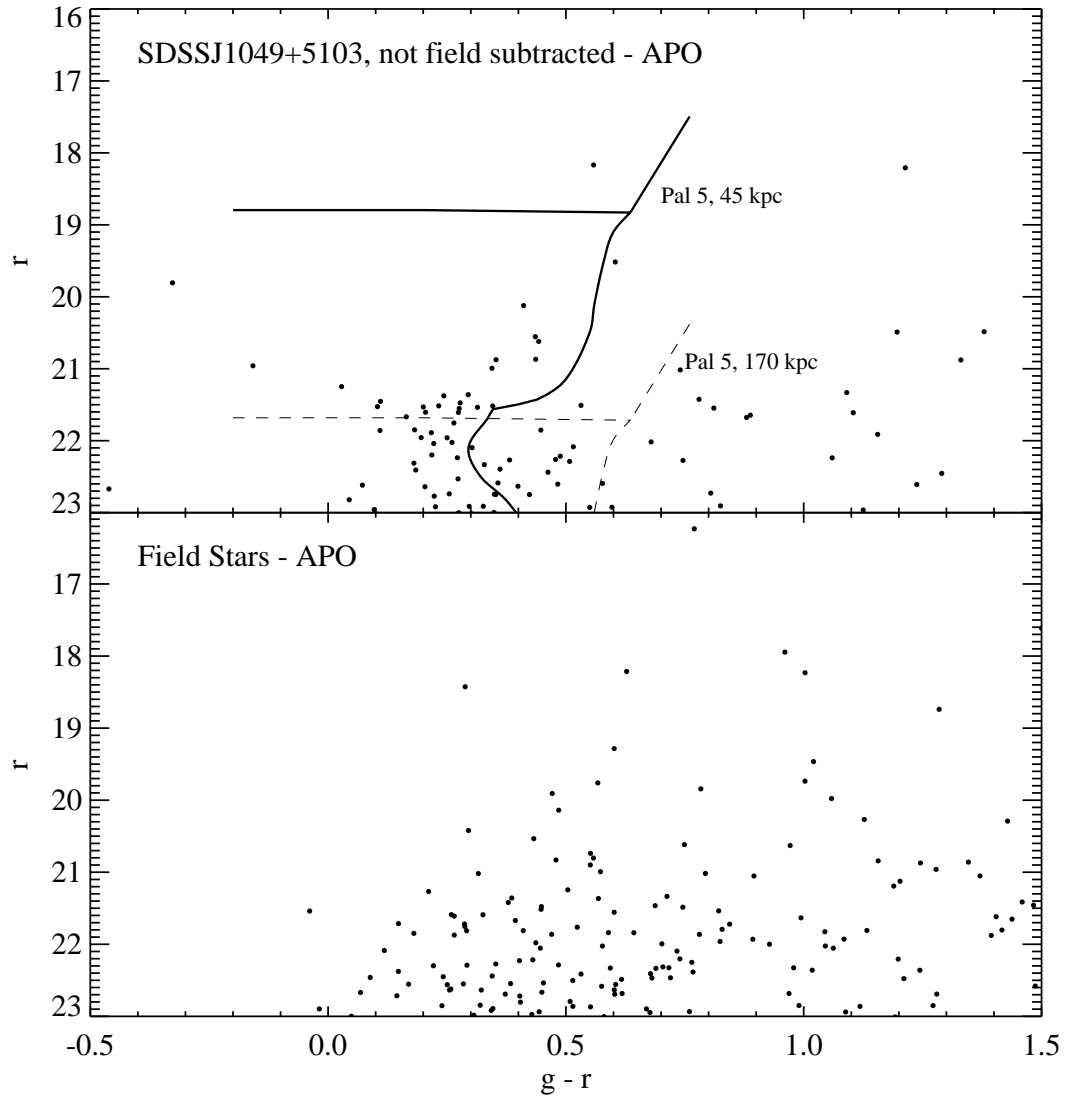 16
SDSSJ1049+5103, not field subtracted - APO
17
18
Pal 5, 45 kpc
19
r
20
Pal 5, 170 kpc
21
22
23
Field Stars - APO
17
18
19
r
20
21
22
23
-0.5 0.0 0.5 1.0 1.5
g - r